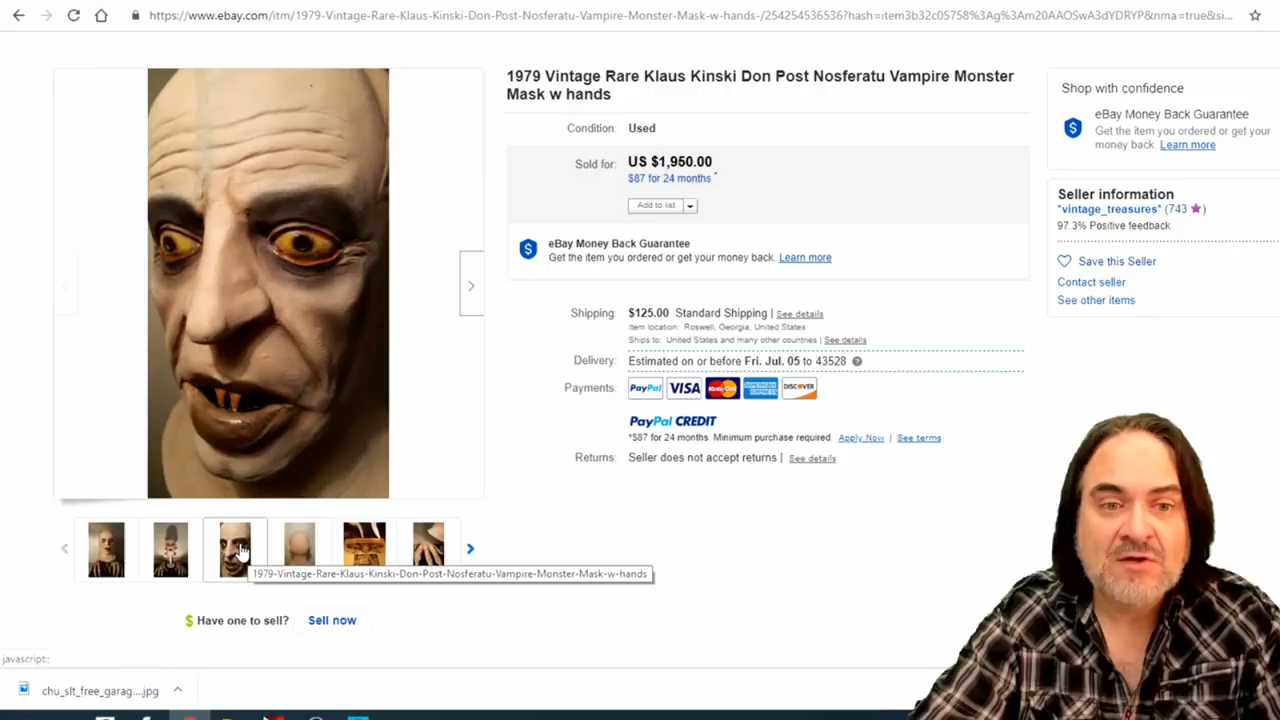 https://www.ebay.com/itm/1979-Vintage-Rare-Klaus-Kinski-Don-Post-Nosferatu-Vampire-Monster-Mask-w-hands-/254254536536?hash=item3b32c05758%3Ag%3Am20AAOSwA3dYDRYP&nma=true&si...
1979 Vintage Rare Klaus Kinski Don Post Nosferatu Vampire Monster
Mask w hands
Condition: Used
Sold for: US $1,950.00
$87 for 24 months *
Add to list
eBay Money Back Guarantee
Get the item you ordered or get your money back. Learn more
Shipping: $125.00 Standard Shipping | See details
Item location: Roswell, Georgia, United States
Ships to: United States and many other countries | See details
Delivery: Estimated on or before Fri. Jul. 05 to 43528
Payments: PayPal VISA MasterCard AMERICAN EXPRESS DISCOVER
PayPal CREDIT
*$87 for 24 months. Minimum purchase required. Apply Now | See terms
Returns: Seller does not accept returns | See details
Shop with confidence
eBay Money Back Guarantee
Get the item you ordered or get your
money back. Learn more
Seller information
*vintage_treasures* (743 )
97.3% Positive feedback
Save this Seller
Contact seller
See other items
1979-Vintage-Rare-Klaus-Kinski-Don-Post-Nosferatu-Vampire-Monster-Mask-w-hands
$ Have one to sell? Sell now
javascript:;
chu_slt_free_garag....jpg